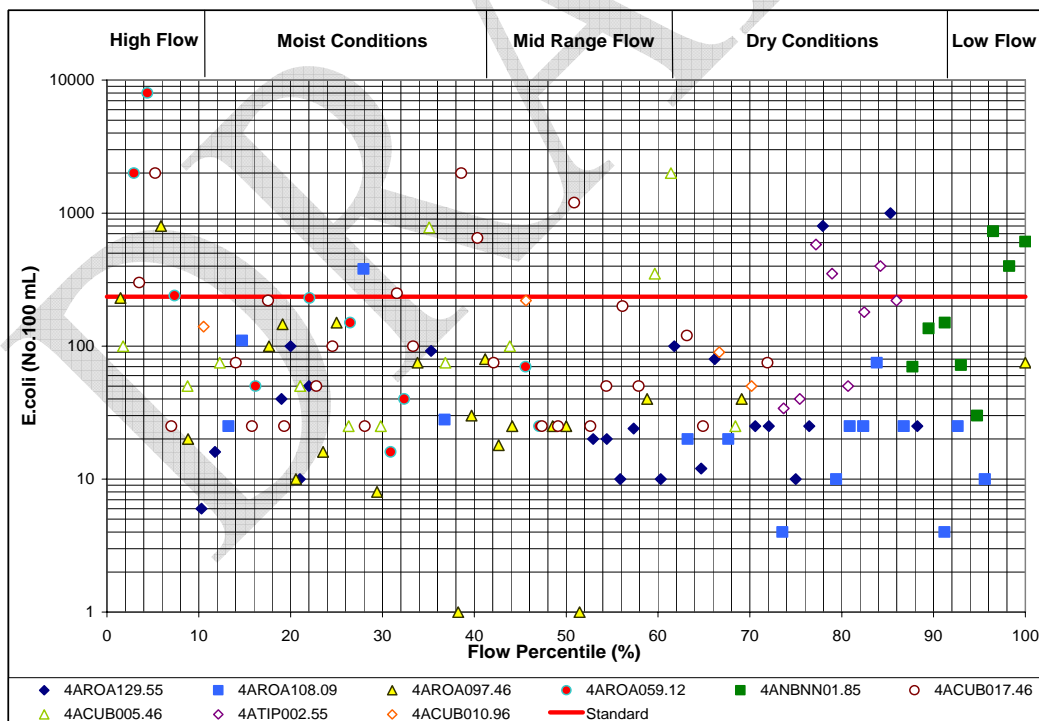 High Flow Moist Conditions Mid Range Flow Dry Conditions Low Flow
DRA
10000
1000
100
10
1
E.coli (No.100 mL)
0 10 20 30 40 50 60 70 80 90 100
Flow Percentile (%)
4AROA129.55 4AROA108.09 4AROA097.46 4AROA059.12 4ANBNN01.85 4ACUB017.46
4ACUB005.46 4ATIP002.55 4ACUB010.96 Standard